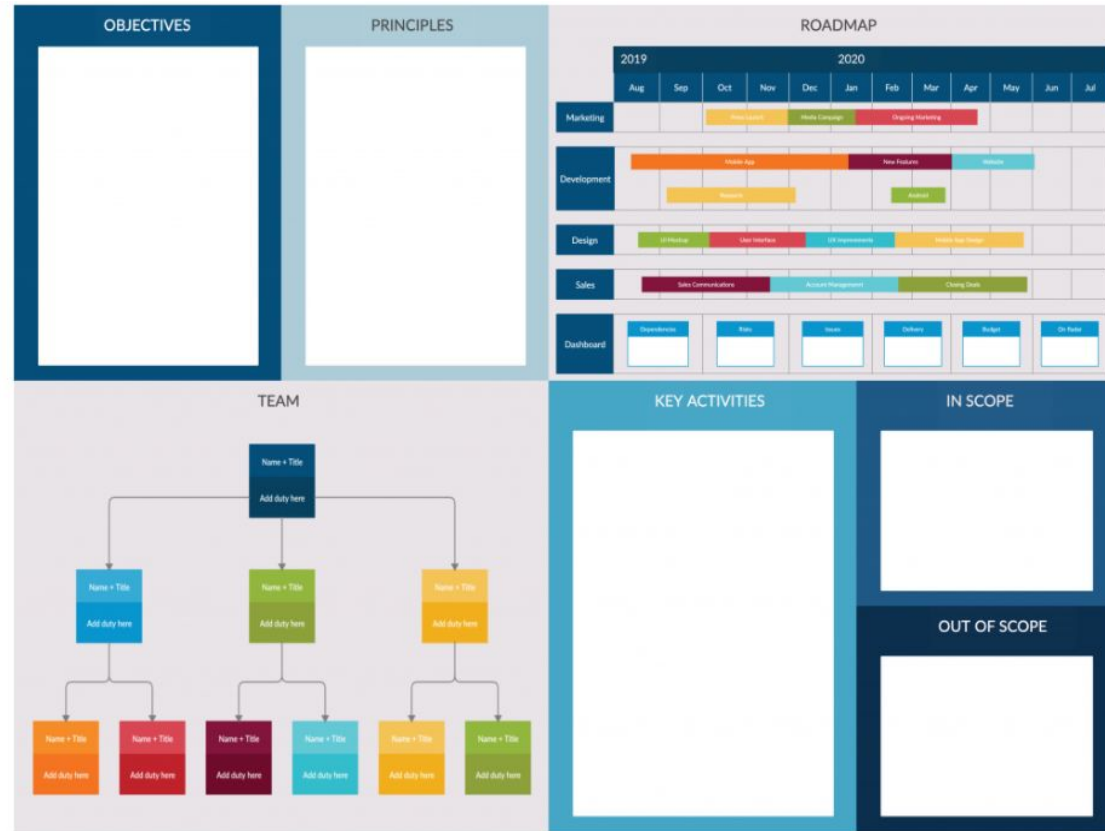 OBJECTIVES
PRINCIPLES
ROADMAP
2019 2020
Aug Sep Oct Nov Dec Jan Feb Mar Apr May Jun Jul
Marketing
Media Campaign Ongoing Marketing
Development
Mobile App New Features Website
Research Android
Design
UI Mockup User Interface UX Improvements Mobile App Design
Sales
Sales Communications Account Management Closing Deals
Dashboard
Dependencies Risks Issues Delivery Budget On Radar
TEAM
Name + Title
Add duty here
Name + Title Name + Title Name + Title
Add duty here Add duty here Add duty here
Name + Title Name + Title Name + Title Name + Title Name + Title Name + Title
Add duty here Add duty here Add duty here Add duty here Add duty here Add duty here
KEY ACTIVITIES
IN SCOPE
OUT OF SCOPE